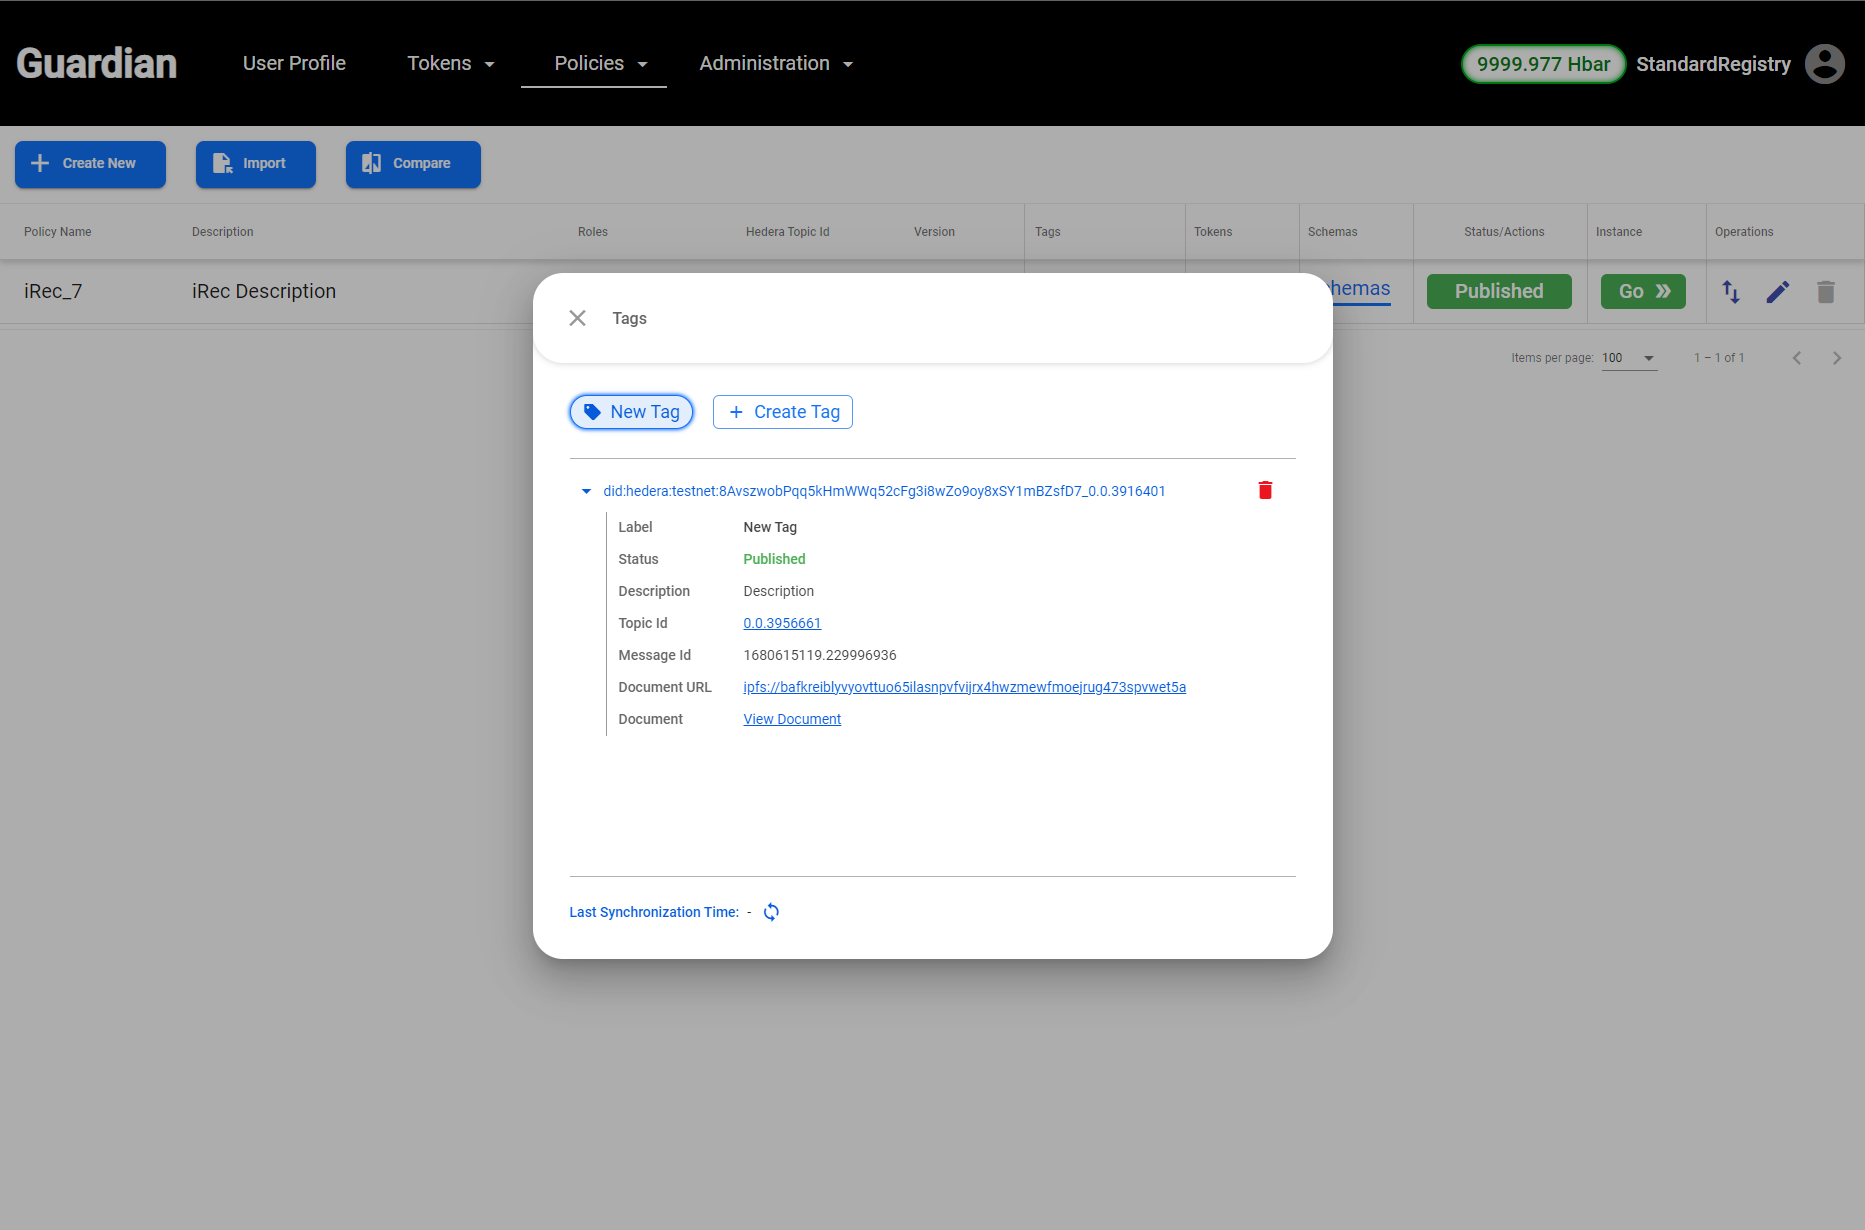 Guardian
User Profile
Tokens
Policies
Administration
9999.977 Hbar
StandardRegistry
Create New
Import
Compare
Policy Name
Description
Roles
Hedera Topic Id
Version
Tags
Tokens
Schemas
Status/Actions
Instance
Operations
iRec_7
iRec Description
hemas
Published
Go
Items per page:
100
1 – 1 of 1
Tags
New Tag
Create Tag
did:hedera:testnet:8AvszwobPqq5kHmWWq52cFg3i8wZo9oy8xSY1mBZsfD7_0.0.3916401
Label New Tag
Status Published
Description Description
Topic Id 0.0.3956661
Message Id 1680615119.229996936
Document URL ipfs://bafkreiblyvyovttuo65ilasnpvfvijrx4hwzmewfmoejrug473spvwet5a
Document View Document
Last Synchronization Time: -